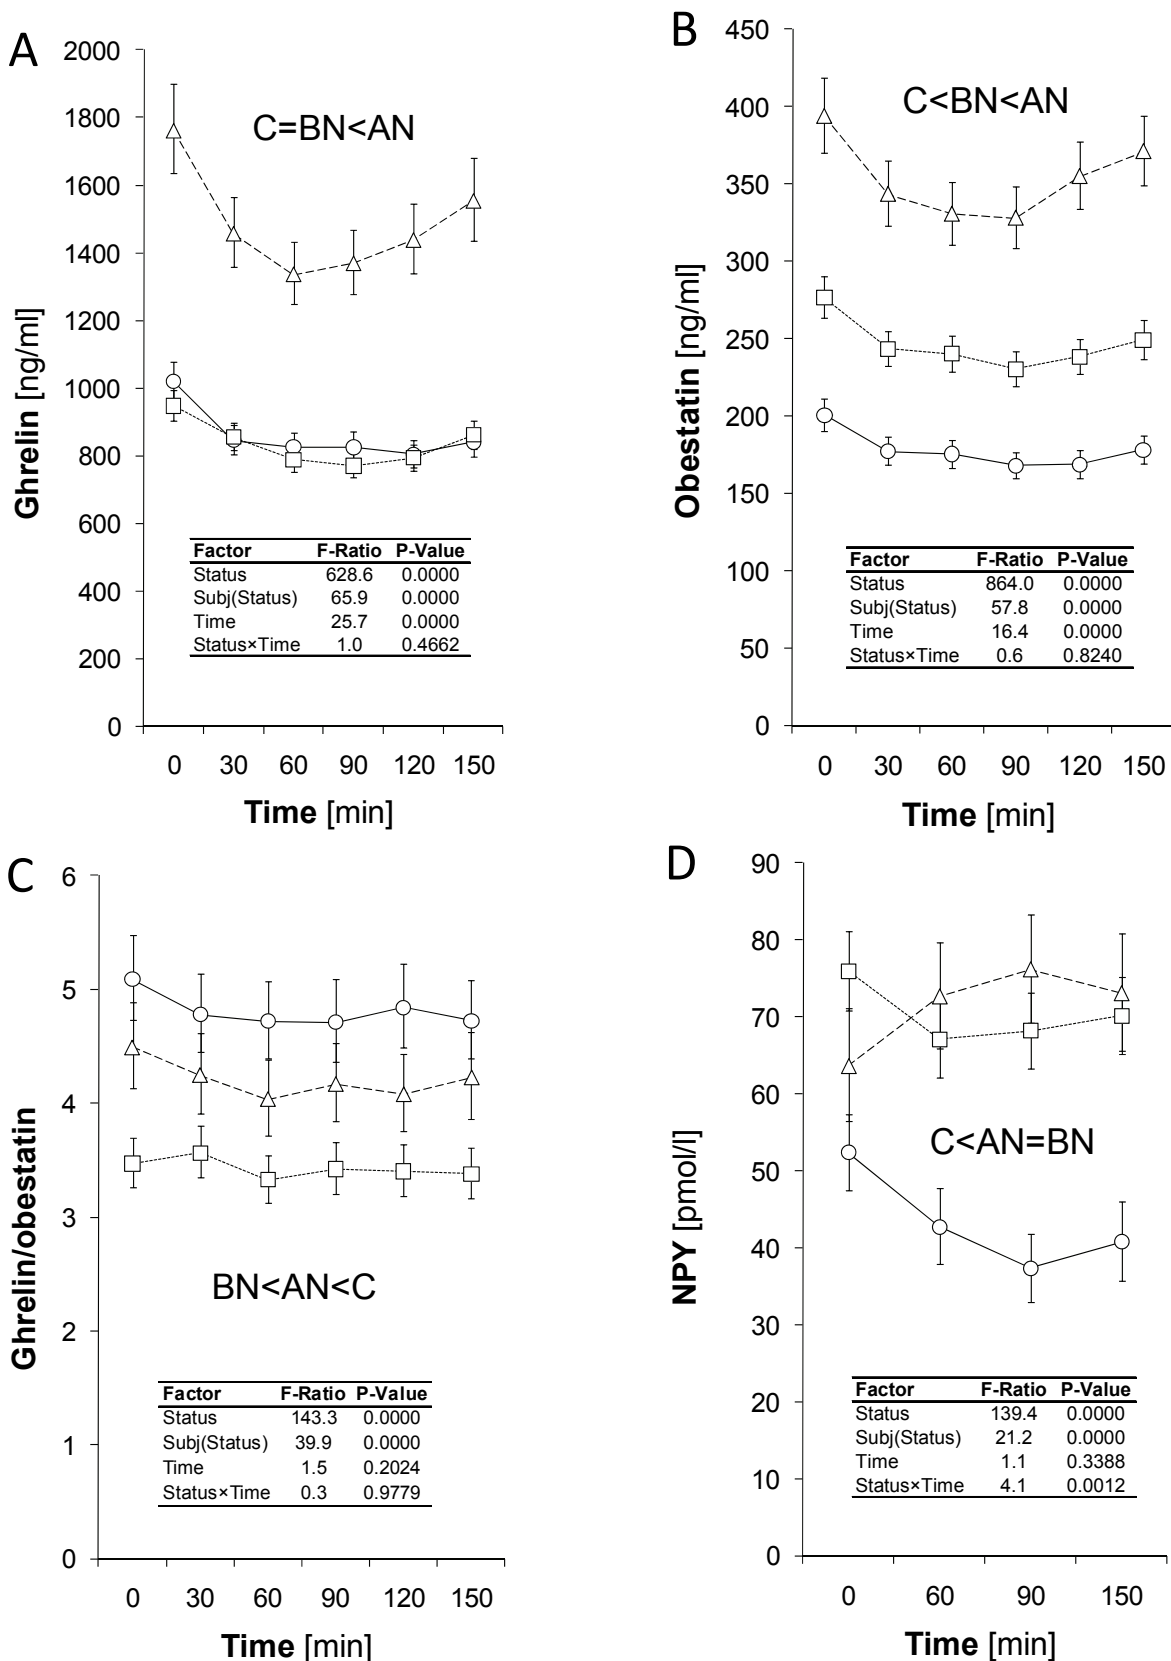 A
2000
1800
1600
1400
1200
1000
800
600
400
200
0
Ghrelin [ng/ml]
C=BN<AN
Factor F-Ratio P-Value
Status 628.6 0.0000
Subj(Status) 65.9 0.0000
Time 25.7 0.0000
Status×Time 1.0 0.4662
0 30 60 90 120 150
Time [min]
B
450
400
350
300
250
200
150
100
50
0
Obestatin [ng/ml]
C<BN<AN
Factor F-Ratio P-Value
Status 864.0 0.0000
Subj(Status) 57.8 0.0000
Time 16.4 0.0000
Status×Time 0.6 0.8240
0 30 60 90 120 150
Time [min]
C
6
5
4
3
2
1
0
Ghrelin/obestatin
BN<AN<C
Factor F-Ratio P-Value
Status 143.3 0.0000
Subj(Status) 39.9 0.0000
Time 1.5 0.2024
Status×Time 0.3 0.9779
0 30 60 90 120 150
Time [min]
D
90
80
70
60
50
40
30
20
10
0
NPY [pmol/l]
C<AN=BN
Factor F-Ratio P-Value
Status 139.4 0.0000
Subj(Status) 21.2 0.0000
Time 1.1 0.3388
Status×Time 4.1 0.0012
0 60 90 150
Time [min]